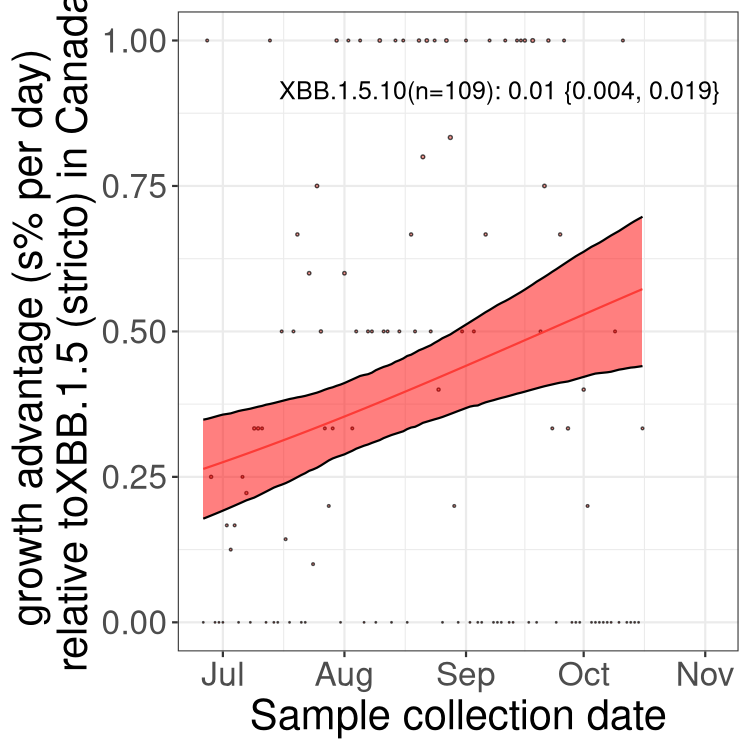 growth advantage (s% per day)
relative toXBB.1.5 (stricto) in Canada
1.00
0.75
0.50
0.25
0.00
XBB.1.5.10(n=109): 0.01 {0.004, 0.019}
Jul Aug Sep Oct Nov
Sample collection date